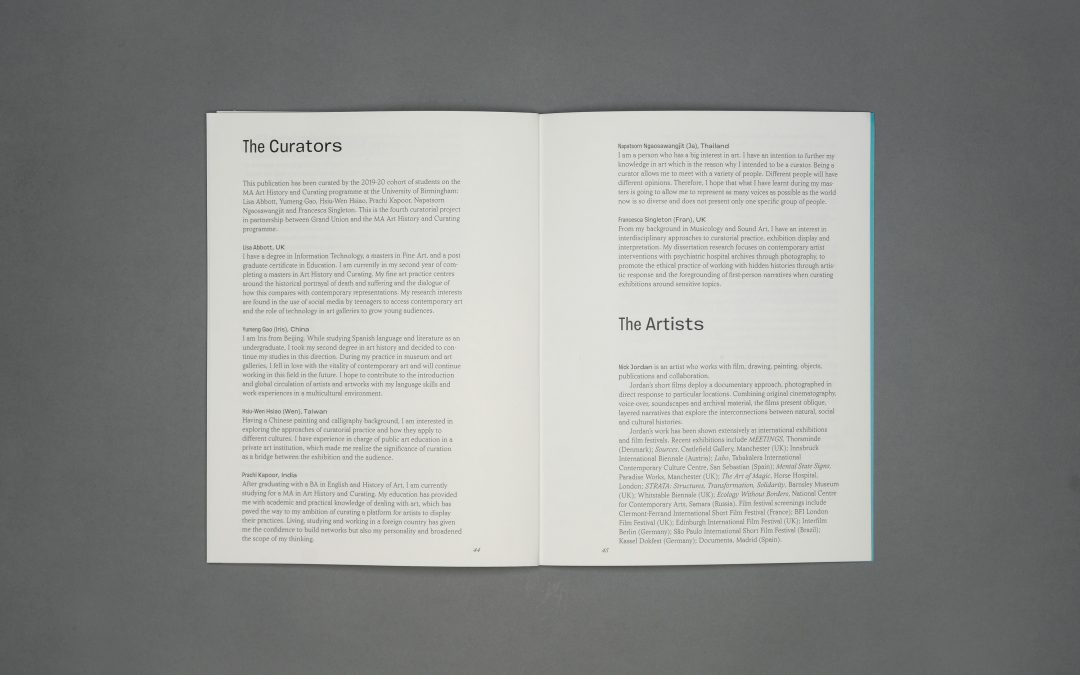 The Curators
This publication has been curated by the 2019-20 cohort of students on the
MA Art History and Curating programme at the University of Birmingham:
Lisa Abbott, Yumeng Gao, Hsiu-Wen Hsiao, Prachi Kapoor, Napatsorn
Ngaosawangjit and Francesca Singleton. This is the fourth curatorial project
in partnership between Grand Union and the MA Art History and Curating
programme.
Lisa Abbott, UK
I have a degree in Information Technology, a masters in Fine Art, and a post
graduate certificate in Education. I am currently in my second year of com-
pleting a masters in Art History and Curating. My fine art practice centres
around the historical portrayal of death and suffering and the dialogue of
how this compares with contemporary representations. My research interests
are found in the use of social media by teenagers to access contemporary art
and the role of technology in art galleries to grow young audiences.
Yumeng Gao (Iris), China
I am Iris from Beijing. While studying Spanish language and literature as an
undergraduate, I took my second degree in art history and decided to con-
tinue my studies in this direction. During my practice in museum and art
galleries, I fell in love with the vitality of contemporary art and will continue
working in this field in the future. I hope to contribute to the introduction
and global circulation of artists and artworks with my language skills and
work experiences in a multicultural environment.
Hsiu-Wen Hsiao (Wen), Taiwan
Having a Chinese painting and calligraphy background, I am interested in
exploring the approaches of curatorial practice and how they apply to
different cultures. I have experience in charge of public art education in a
private art institution, which made me realize the significance of curation
as a bridge between the exhibition and the audience.
Prachi Kapoor, India
After graduating with a BA in English and History of Art, I am currently
studying for a MA in Art History and Curating. My education has provided
me with academic and practical knowledge of dealing with art, which has
paved the way to my ambition of curating a platform for artists to display
their practices. Living, studying and working in a foreign country has given
me the confidence to build networks but also my personality and broadened
the scope of my thinking.
44
Napatsorn Ngaosawangjit (Ja), Thailand
I am a person who has a big interest in art. I have an intention to further my
knowledge in art which is the reason why I intended to be a curator. Being a
curator allows me to meet with a variety of people. Different people will have
different opinions. Therefore, I hope that what I have learnt during my mas-
ters is going to allow me to represent as many voices as possible as the world
now is so diverse and does not present only one specific group of people.
Francesca Singleton (Fran), UK
From my background in Musicology and Sound Art, I have an interest in
interdisciplinary approaches to curatorial practice, exhibition display and
interpretation. My dissertation research focuses on contemporary artist
interventions with psychiatric hospital archives through photography, to
promote the ethical practice of working with hidden histories through artis-
tic response and the foregrounding of first-person narratives when curating
exhibitions around sensitive topics.
The Artists
Nick Jordan is an artist who works with film, drawing, painting, objects,
publications and collaboration.
Jordan's short films deploy a documentary approach, photographed in
direct response to particular locations. Combining original cinematography,
voice over, soundscapes and archival material, the films present oblique,
layered narratives that explore the interconnections between natural, social
and cultural histories.
Jordan's work has been shown extensively at international exhibitions
and film festivals. Recent exhibitions include MEETINGS, Thorsminde
(Denmark); Sources, Castlefield Gallery, Manchester (UK); Innsbruck
International Biennale (Austria); Labo, Tabakalera International
Contemporary Culture Centre, San Sebastian (Spain); Mental State Signs,
Paradise Works, Manchester (UK); The Art of Magic, Horse Hospital,
London; STRATA: Structures, Transformation, Solidarity, Barnsley Museum
(UK); Whitstable Biennale (UK); Ecology Without Borders, National Centre
for Contemporary Arts, Samara (Russia). Film festival screenings include
Clermont-Ferrand International Short Film Festival (France); BFI London
Film Festival (UK); Edinburgh International Film Festival (UK); Interfilm
Berlin (Germany); São Paulo International Short Film Festival (Brazil);
Kassel Dokfest (Germany); Documenta, Madrid (Spain).
45